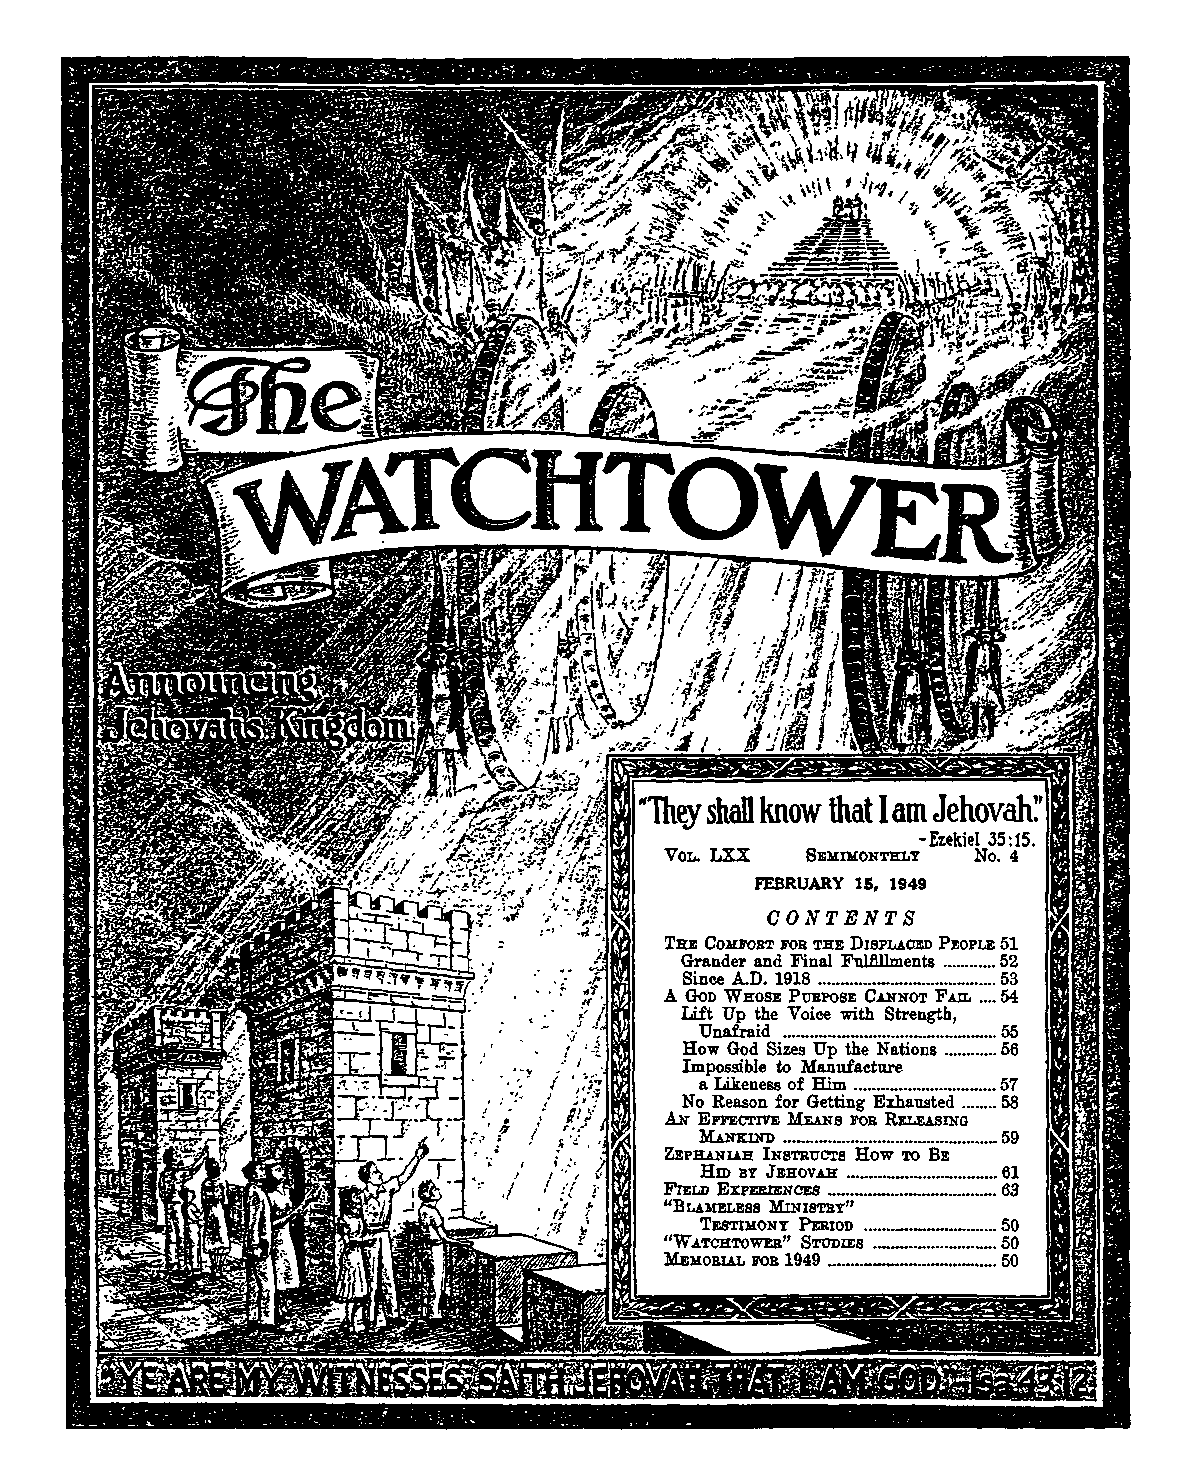 The
WATCHTOWER
Announcing
Jehovah's Kingdom
"They shall know that I am Jehovah."
-Ezekiel 35:15.
VOL. LXX SEMIMONTHLY No. 4
FEBRUARY 15, 1949
CONTENTS
THE COMFORT FOR THE DISPLACED PEOPLE 51
Grander and Final Fulfillments ............ 52
Since A.D. 1918 ........................................ 53
A GOD WHOSE PURPOSE CANNOT FAIL .... 54
Lift Up the Voice with Strength,
Unafraid ................................................ 55
How God Sizes Up the Nations ............ 56
Impossible to Manufacture
a Likeness of Him ................................ 57
No Reason for Getting Exhausted ........ 58
AN EFFECTIVE MEANS FOR RELEASING
MANKIND ................................................ 59
ZEPHANIAH INSTRUCTS HOW TO BE
HID BY JEHOVAH .................................. 61
FIELD EXPERIENCES ...................................... 63
"BLAMELESS MINISTRY"
TESTIMONY PERIOD .............................. 50
"WATCHTOWER" STUDIES ............................ 50
MEMORIAL FOR 1949 ...................................... 50
"YE ARE MY WITNESSES, SAITH JEHOVAH, THAT I AM GOD."-Isa. 43:12